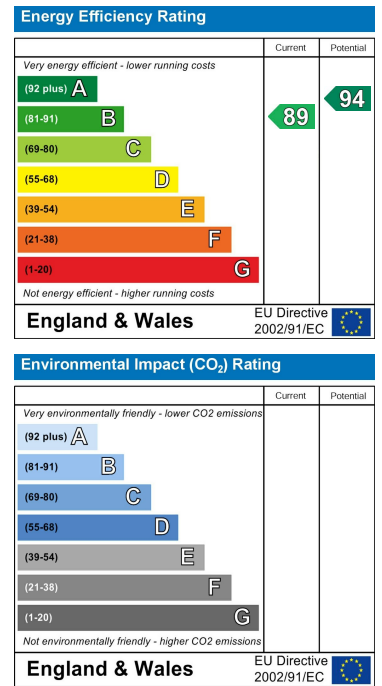 Energy Efficiency Rating
Current Potential
Very energy efficient - lower running costs
(92 plus) A
(81-91) B
(69-80) C
(55-68) D
(39-54) E
(21-38) F
(1-20) G
89
94
Not energy efficient - higher running costs
England & Wales
EU Directive
2002/91/EC
Environmental Impact (CO₂) Rating
Current Potential
Very environmentally friendly - lower CO2 emissions
(92 plus) A
(81-91) B
(69-80) C
(55-68) D
(39-54) E
(21-38) F
(1-20) G
Not environmentally friendly - higher CO2 emissions
England & Wales
EU Directive
2002/91/EC